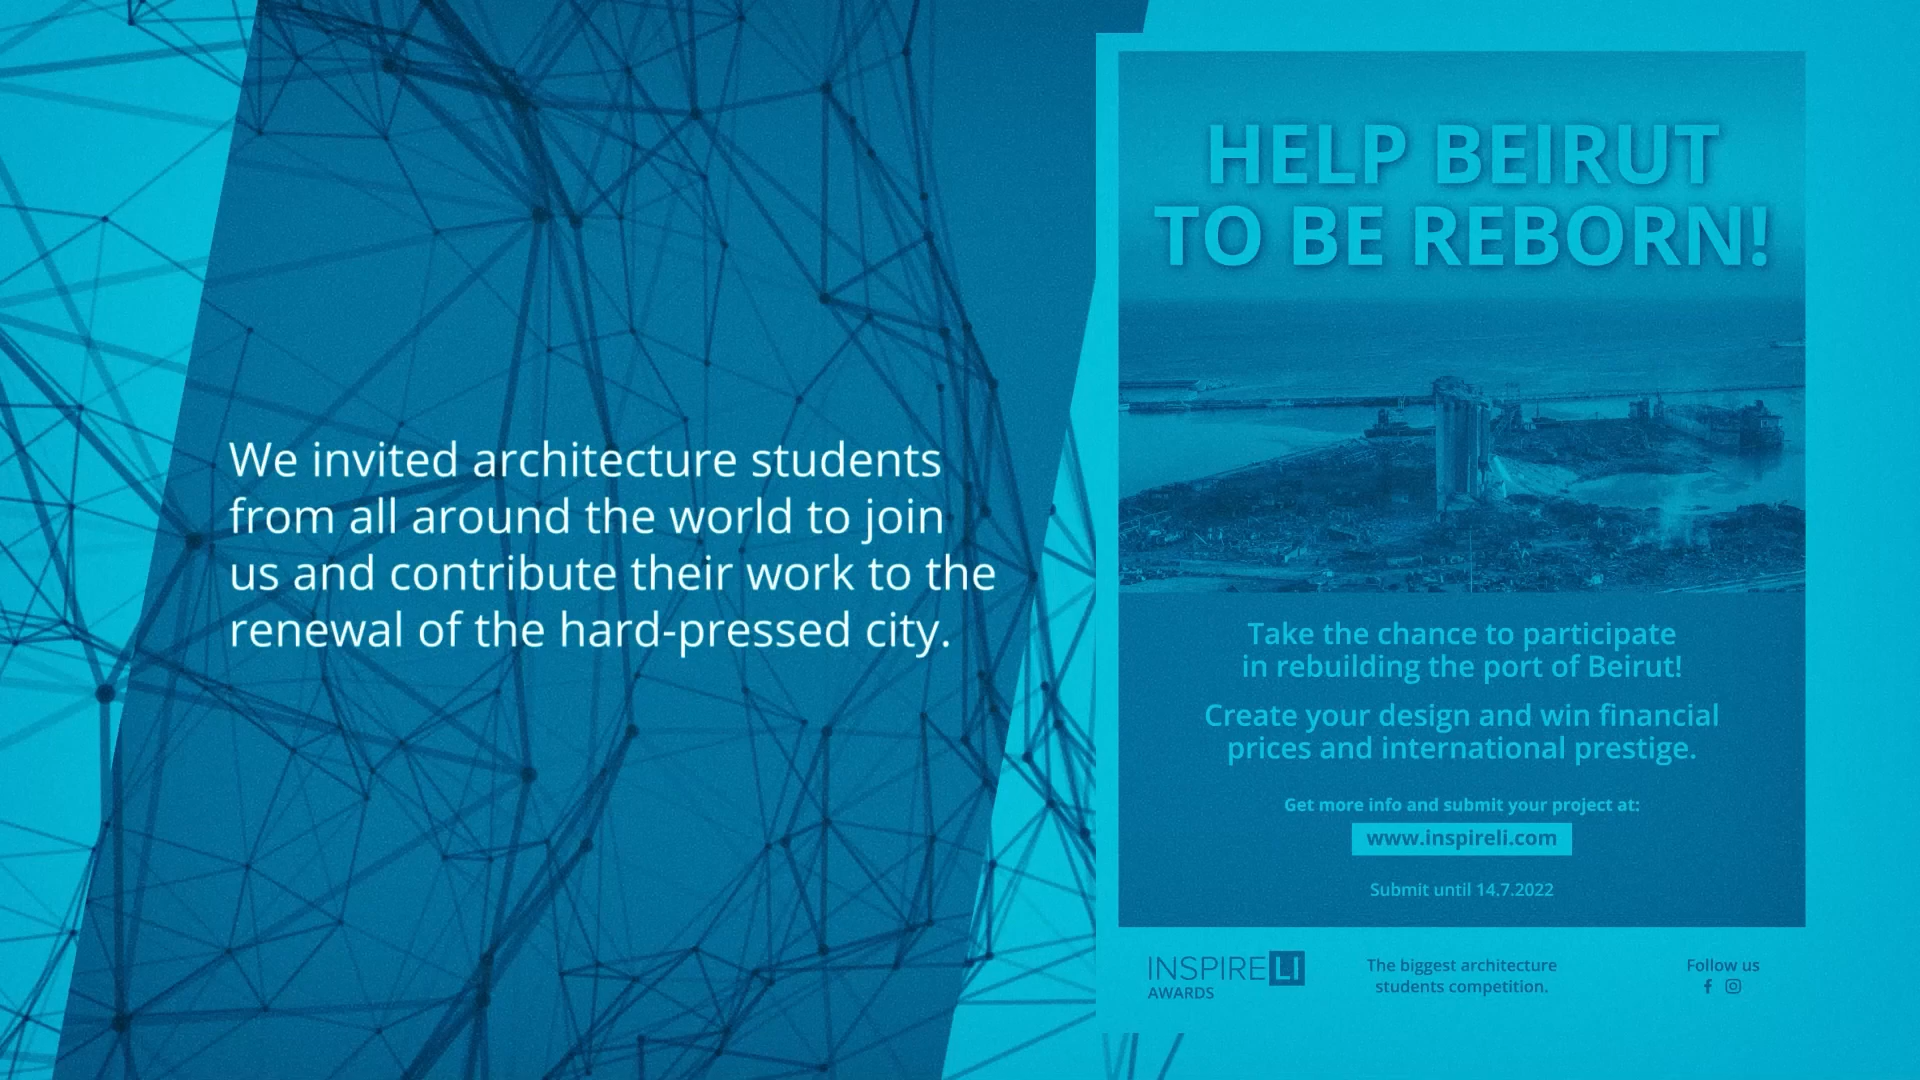 We invited architecture students
from all around the world to join
us and contribute their work to the
renewal of the hard-pressed city.
HELP BEIRUT
TO BE REBORN!
Take the chance to participate
in rebuilding the port of Beirut!
Create your design and win financial
prices and international prestige.
Get more info and submit your project at:
www.inspireli.com
Submit until 14.7.2022
INSPIRELI
AWARDS
The biggest architecture
students competition.
Follow us